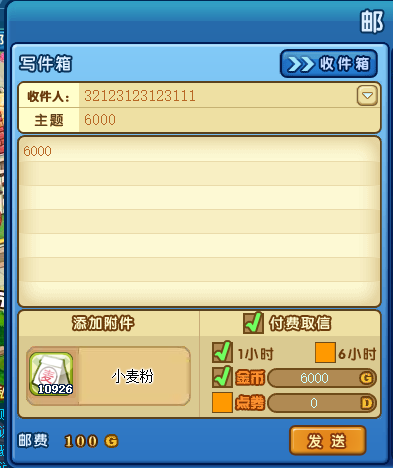 邮
写件箱
收件箱
收件人: 32123123123111
主题 6000
6000
添加附件
付费取信
1小时 6小时
10926
小麦粉
金币 6000 G
点券 0 D
邮费 100 G
发送